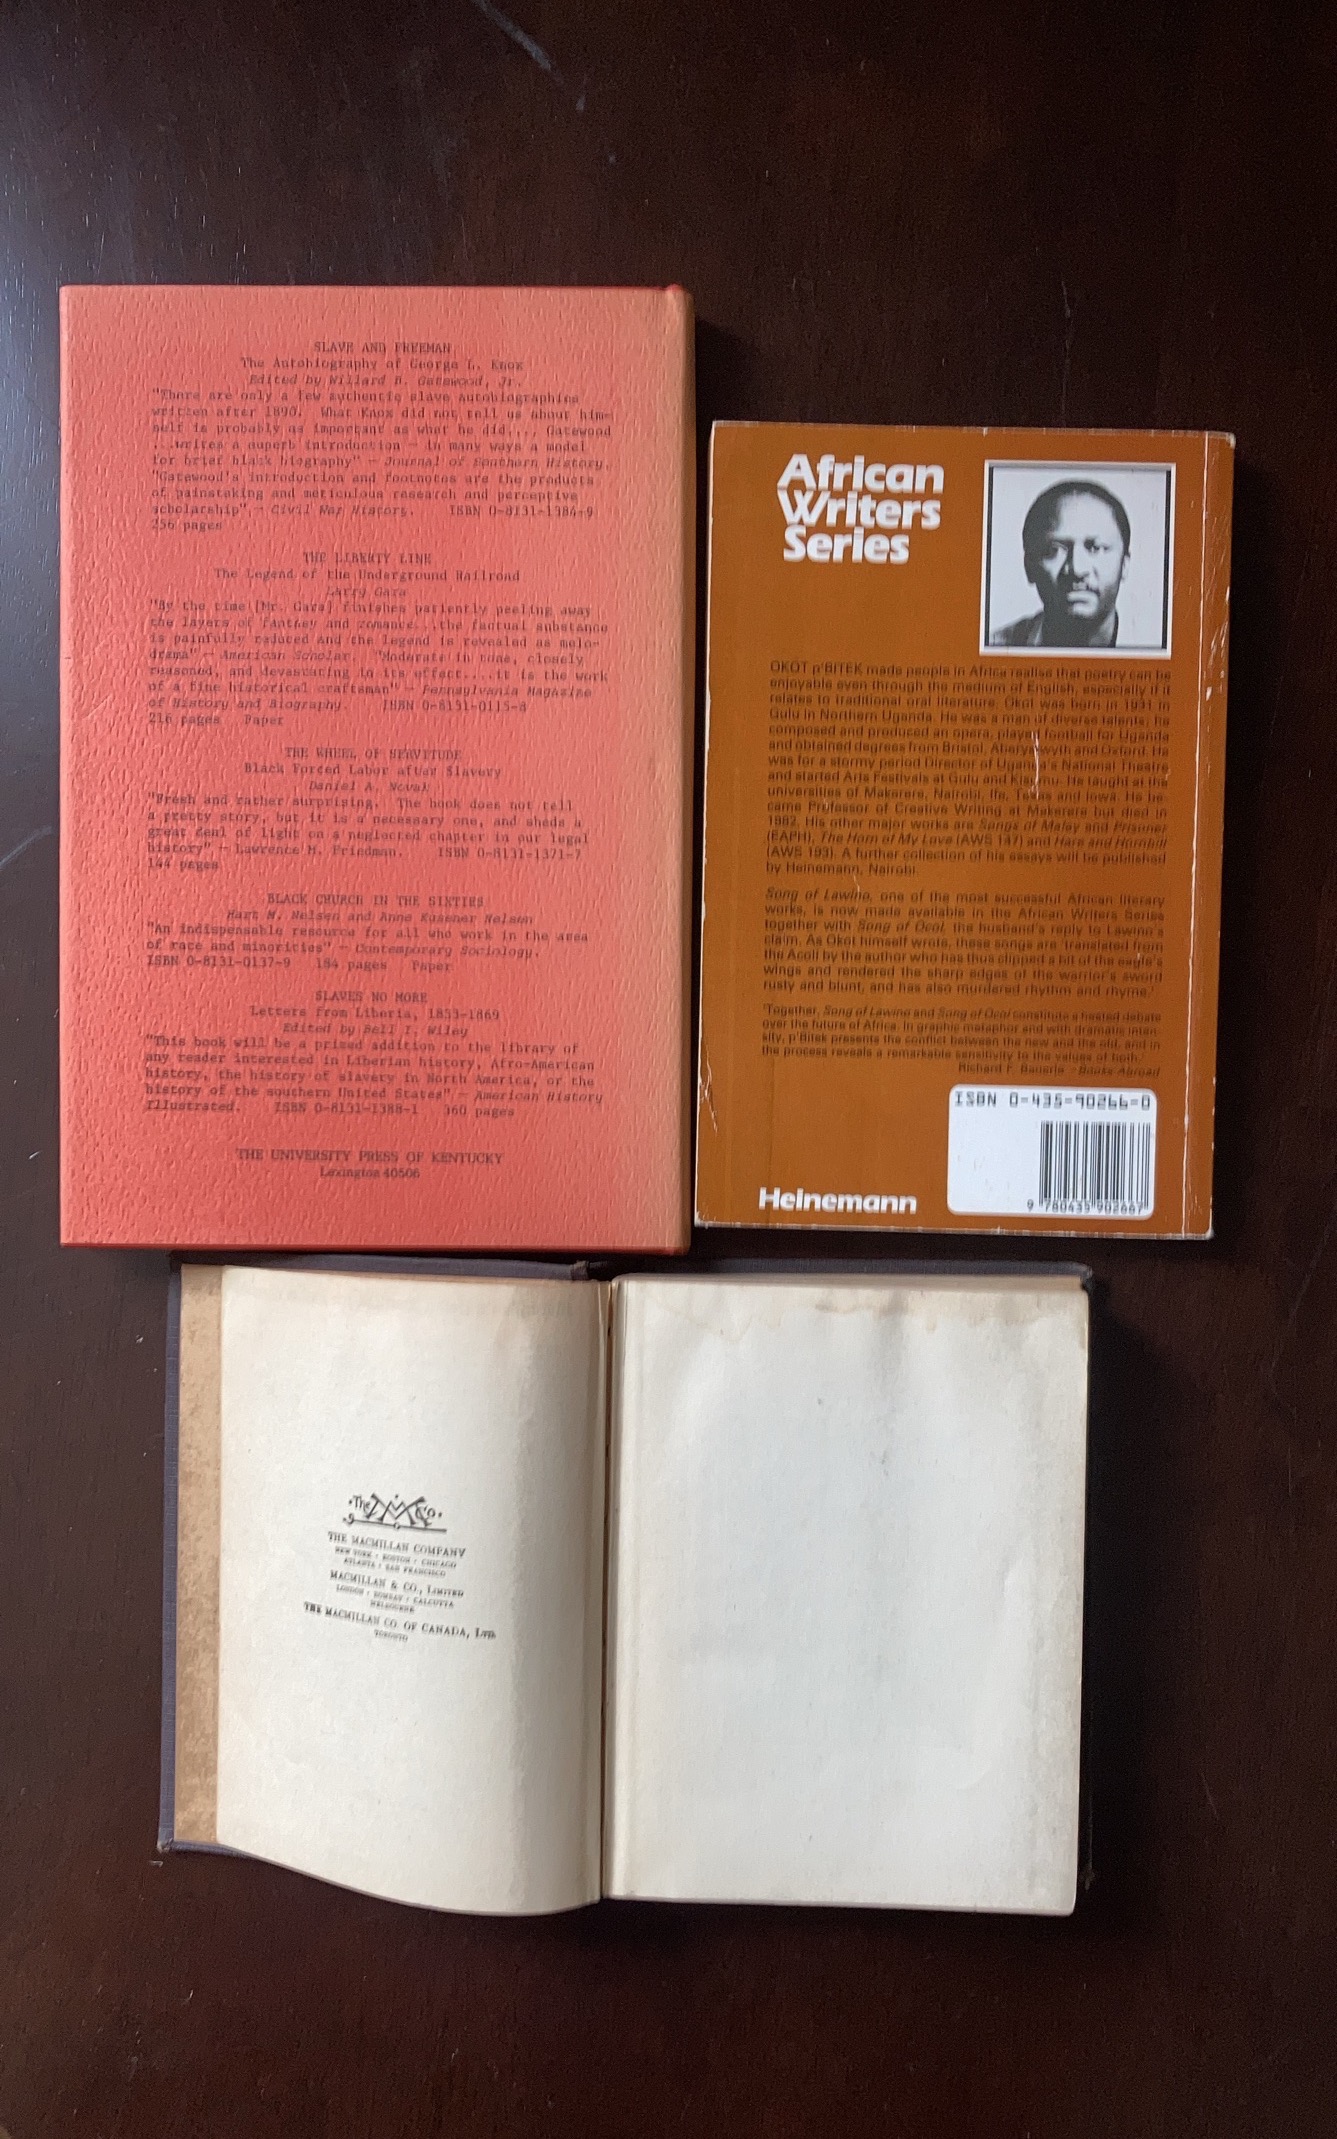 SLAVE AND FREEMAN
The Autobiography of George L. Knox
Edited by Willard B. Gatewood, Jr.
"There are only a few authentic slave autobiographies
written after 1890. What Knox did not tell us about him-
self is probably as important as what he did.... Gatewood
...writes a superb introduction — in many ways a model
for brief black biography" — Journal of Southern History.
"Gatewood's introduction and footnotes are the products
of painstaking and meticulous research and perceptive
scholarship" — Civil War History. ISBN 0-8131-1384-9
256 pages
THE LIBERTY LINE
The Legend of the Underground Railroad
Larry Gara
"By the time [Mr. Gara] finishes patiently peeling away
the layers of fantasy and romance...the factual substance
is painfully reduced and the legend is revealed as melo-
drama" — American Scholar. "Moderate in tone, closely
reasoned, and devastating in its effect....it is the work
of a fine historical craftsman" — Pennsylvania Magazine
of History and Biography. ISBN 0-8131-0115-8
216 pages Paper
THE WHEEL OF SERVITUDE
Black Forced Labor after Slavery
Daniel A. Novak
"Fresh and rather surprising. The book does not tell
a pretty story, but it is a necessary one, and sheds a
great deal of light on a neglected chapter in our legal
history" — Lawrence M. Friedman. ISBN 0-8131-1371-7
144 pages
BLACK CHURCH IN THE SIXTIES
Hart M. Nelsen and Anne Kusener Nelsen
"An indispensable resource for all who work in the area
of race and minorities" — Contemporary Sociology.
ISBN 0-8131-0137-9 184 pages Paper
SLAVES NO MORE
Letters from Liberia, 1833-1869
Edited by Bell I. Wiley
"This book will be a prized addition to the library of
any reader interested in Liberian history, Afro-American
history, the history of slavery in North America, or the
history of the southern United States" — American History
Illustrated. ISBN 0-8131-1388-1 360 pages
THE UNIVERSITY PRESS OF KENTUCKY
Lexington 40506
African
Writers
Series
OKOT p'BITEK made people in Africa realise that poetry can be
enjoyable even through the medium of English, especially if it
relates to traditional oral literature. Okot was born in 1931 in
Gulu in Northern Uganda. He was a man of diverse talents; he
composed and produced an opera, played football for Uganda
and obtained degrees from Bristol, Aberystwyth and Oxford. He
was for a stormy period Director of Uganda's National Theatre
and started Arts Festivals at Gulu and Kisumu. He taught at the
universities of Makerere, Nairobi, Ife, Texas and Iowa. He be-
came Professor of Creative Writing at Makerere but died in
1982. His other major works are Songs of Malay and Prisoner
(EAPH), The Horn of My Love (AWS 147) and Hare and Hornbill
(AWS 193). A further collection of his essays will be published
by Heinemann, Nairobi.
Song of Lawino, one of the most successful African literary
works, is now made available in the African Writers Series
together with Song of Ocol, the husband's reply to Lawino's
claim. As Okot himself wrote, these songs are 'translated from
the Acoli by the author who has thus clipped a bit of the eagle's
wings and rendered the sharp edges of the warrior's sword
rusty and blunt, and has also murdered rhythm and rhyme.'
'Together, Song of Lawino and Song of Ocol constitute a heated debate
over the future of Africa. In graphic metaphor and with dramatic inten-
sity, p'Bitek presents the conflict between the new and the old, and in
the process reveals a remarkable sensitivity to the values of both.'
Richard F. Bauerle – Books Abroad
ISBN 0-435-90266-0
9 780435 902667
Heinemann
The M Co.
THE MACMILLAN COMPANY
NEW YORK · BOSTON · CHICAGO
ATLANTA · SAN FRANCISCO
MACMILLAN & CO., LIMITED
LONDON · BOMBAY · CALCUTTA
MELBOURNE
THE MACMILLAN CO. OF CANADA, LTD.
TORONTO